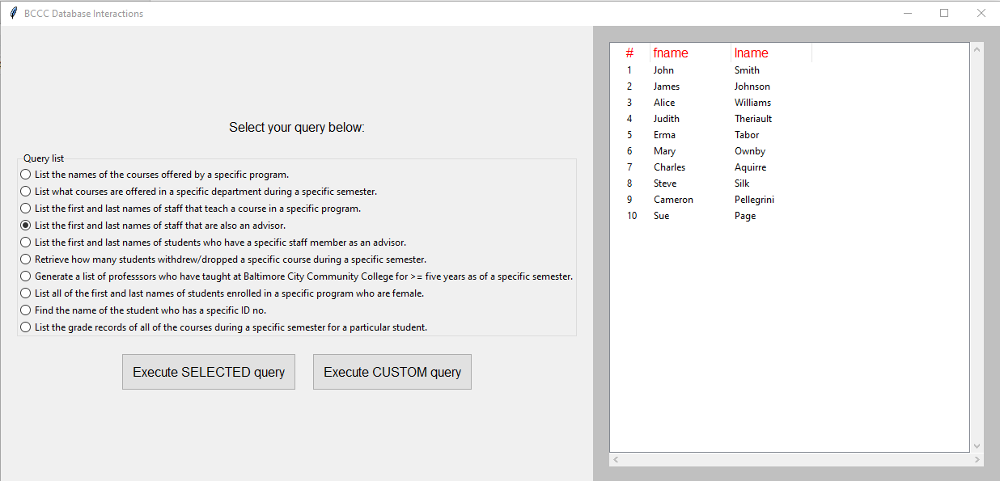 BCCC Database Interactions
Select your query below:
Query list
List the names of the courses offered by a specific program.
List what courses are offered in a specific department during a specific semester.
List the first and last names of staff that teach a course in a specific program.
List the first and last names of staff that are also an advisor.
List the first and last names of students who have a specific staff member as an advisor.
Retrieve how many students withdrew/dropped a specific course during a specific semester.
Generate a list of professsors who have taught at Baltimore City Community College for >= five years as of a specific semester.
List all of the first and last names of students enrolled in a specific program who are female.
Find the name of the student who has a specific ID no.
List the grade records of all of the courses during a specific semester for a particular student.
Execute SELECTED query Execute CUSTOM query
# fname lname
1 John Smith
2 James Johnson
3 Alice Williams
4 Judith Theriault
5 Erma Tabor
6 Mary Ownby
7 Charles Aquirre
8 Steve Silk
9 Cameron Pellegrini
10 Sue Page